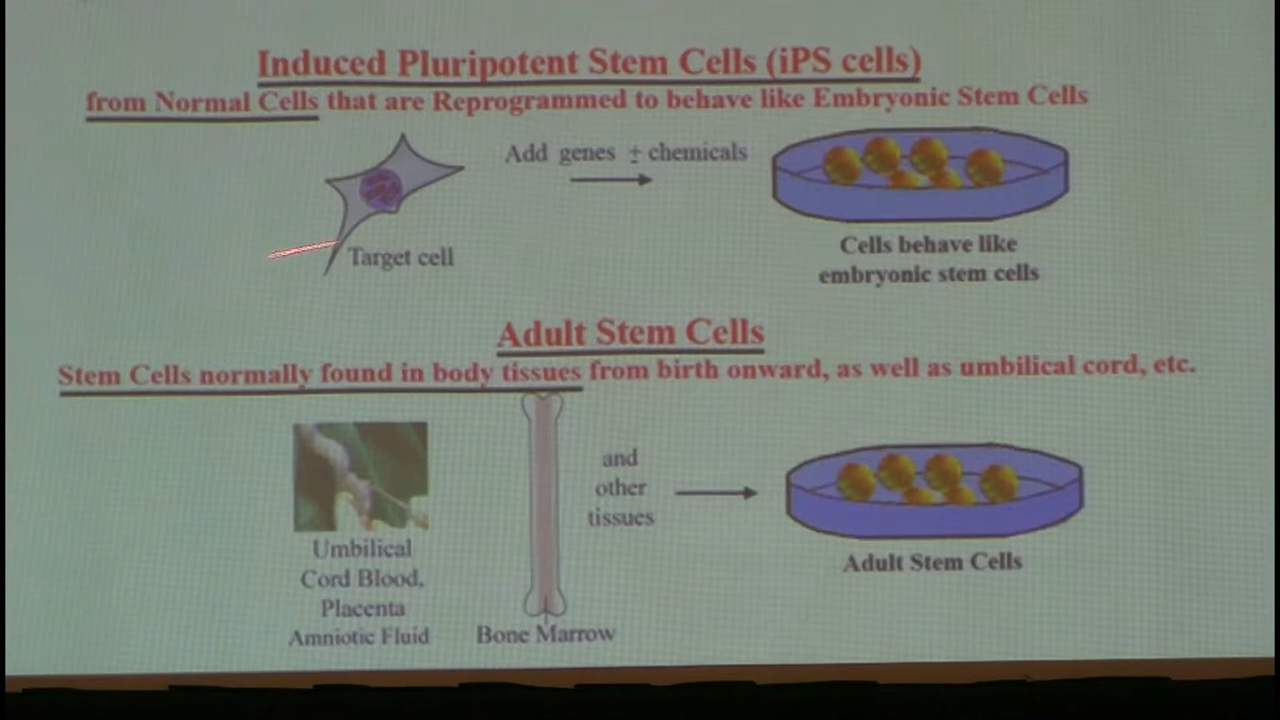 Induced Pluripotent Stem Cells (iPS cells)
from Normal Cells that are Reprogrammed to behave like Embryonic Stem Cells
Add genes ± chemicals
Target cell
Cells behave like
embryonic stem cells
Adult Stem Cells
Stem Cells normally found in body tissues from birth onward, as well as umbilical cord, etc.
and
other
tissues
Umbilical
Cord Blood,
Placenta
Amniotic Fluid
Bone Marrow
Adult Stem Cells